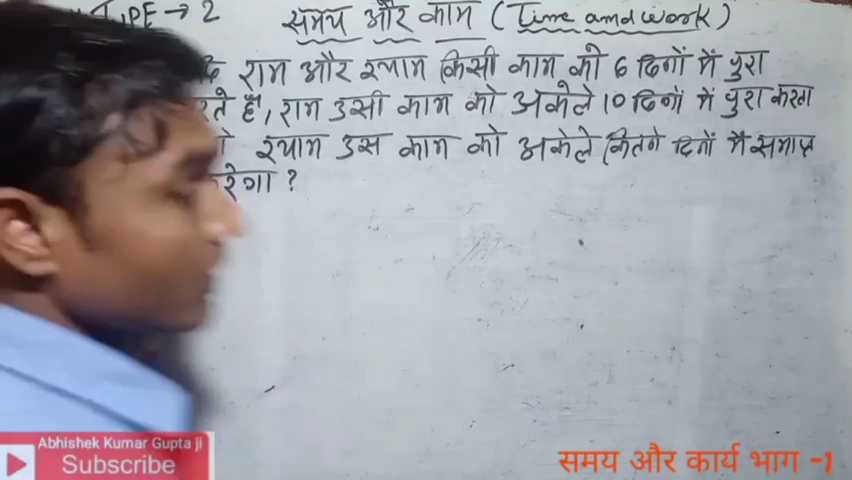 TYPE → 2 समय और काम (Time and work)
राम और श्याम किसी काम को 6 दिनों में पुरा
रते है, राम उसी काम को अकेले 10 दिनों में पुरा करता
श्याम उस काम को अकेले कितने दिनों में समाप्त
रेगा ?
Abhishek Kumar Gupta ji
Subscribe
समय और कार्य भाग -1